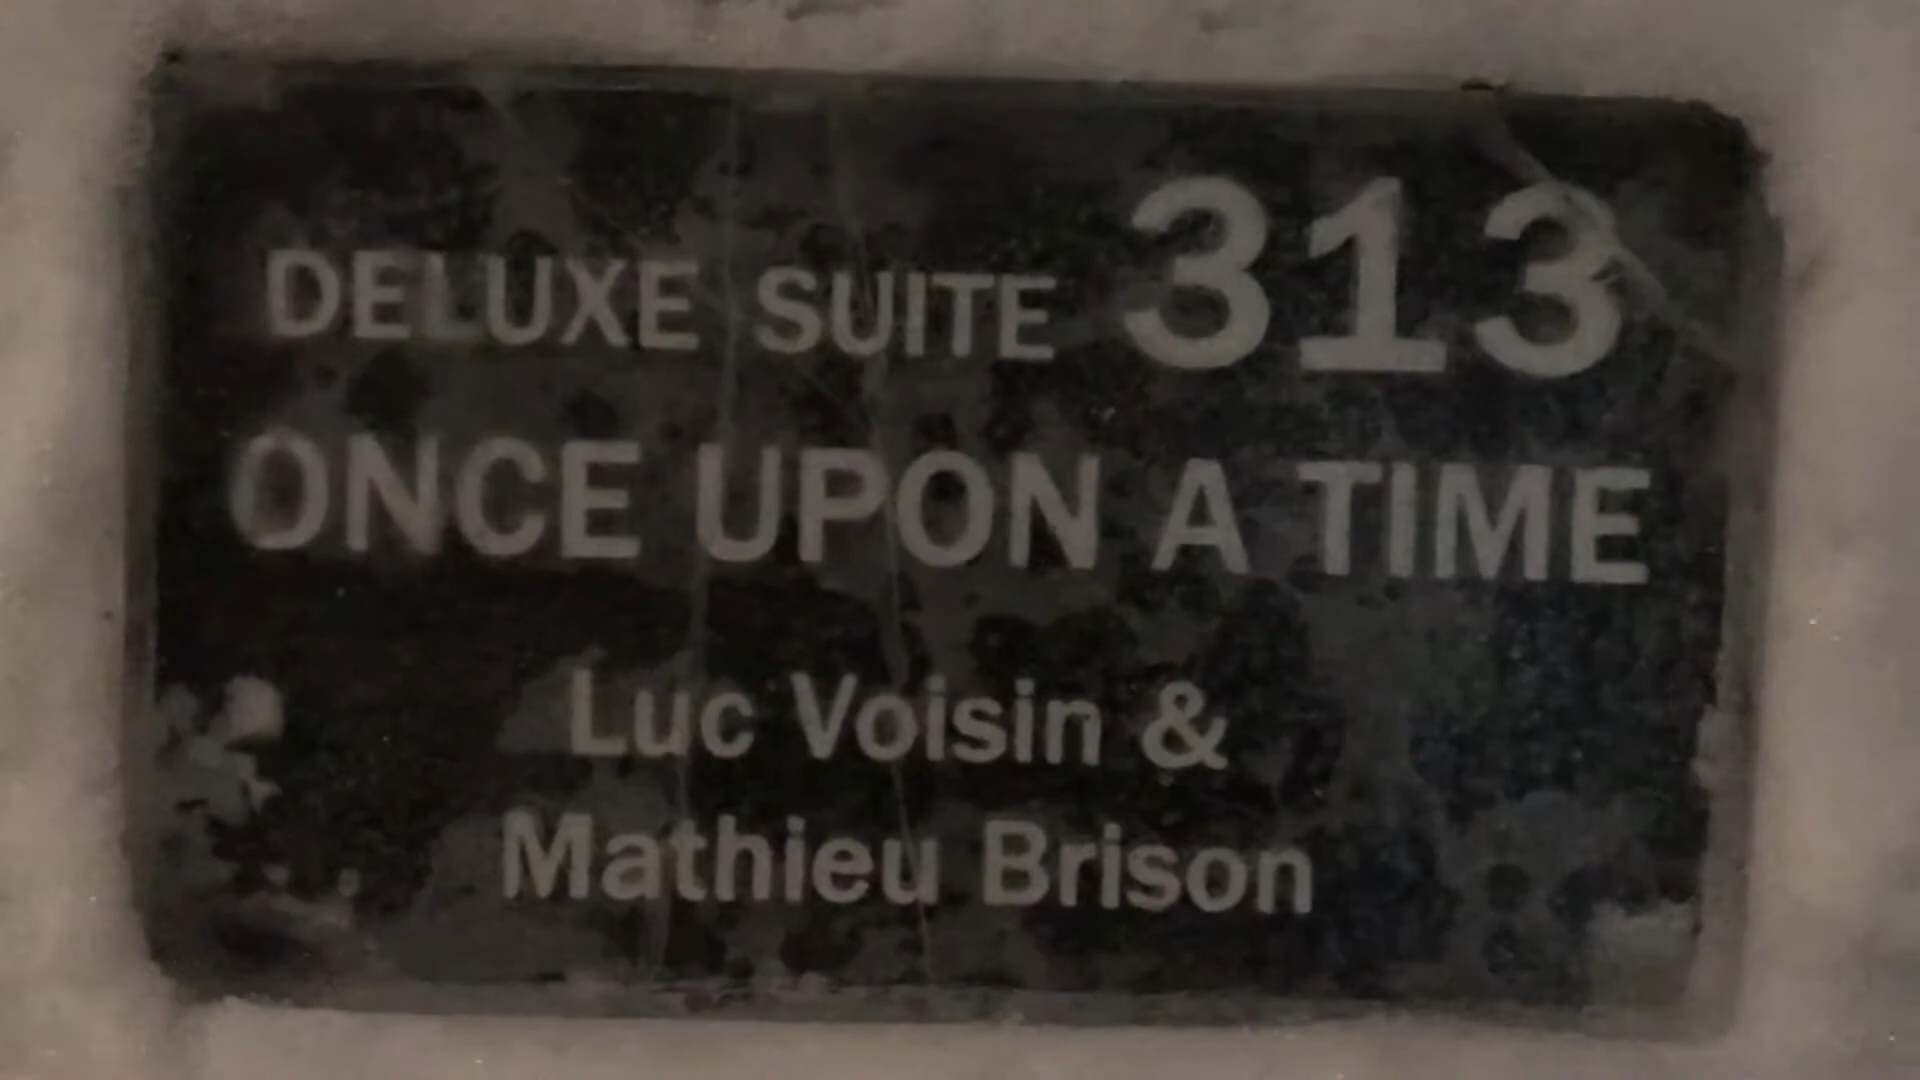 DELUXE SUITE 313
ONCE UPON A TIME
Luc Voisin &
Mathieu Brison